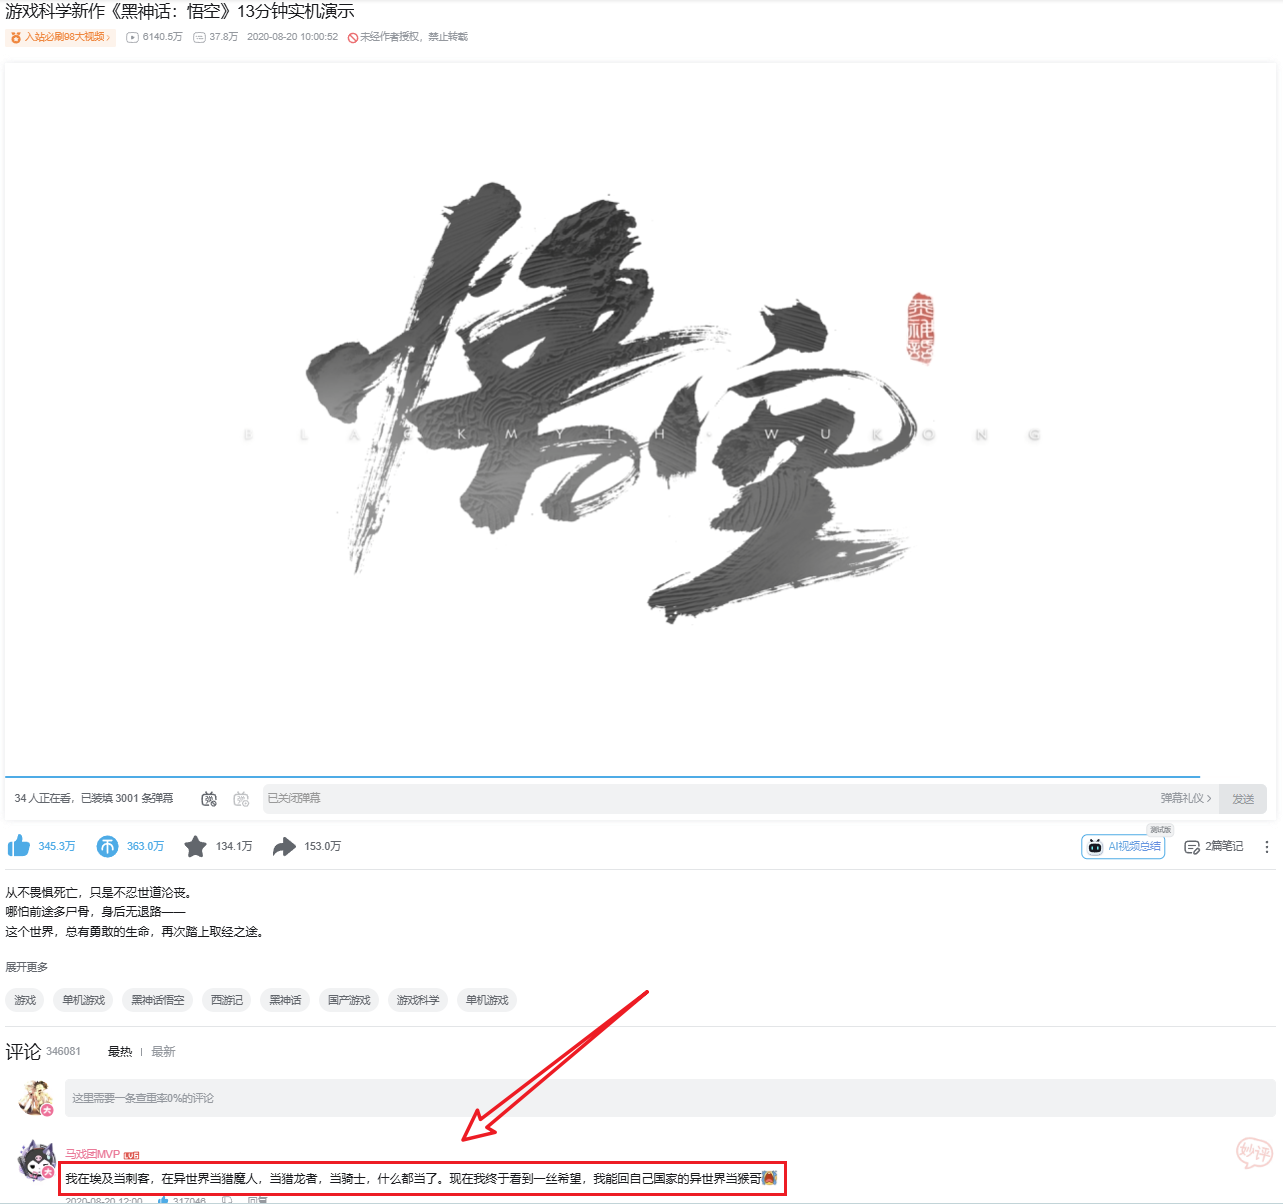 游戏科学新作《黑神话：悟空》13分钟实机演示
入站必刷98大视频 › 6140.5万 37.8万 2020-08-20 10:00:52 未经作者授权，禁止转载
悟空
黑神話
BLACK MYTH: WUKONG
34 人正在看，已装填 3001 条弹幕 已关闭弹幕 弹幕礼仪 › 发送
345.3万 363.0万 134.1万 153.0万 测试版 AI视频总结 2篇笔记
从不畏惧死亡，只是不忍世道沦丧。
哪怕前途多尸骨，身后无退路——
这个世界，总有勇敢的生命，再次踏上取经之途。
展开更多
游戏 单机游戏 黑神话悟空 西游记 黑神话 国产游戏 游戏科学 单机游戏
评论 346081 最热 | 最新
这里需要一条查重率0%的评论
马戏团MVP LV6
妙评
我在埃及当刺客，在异世界当猎魔人，当猎龙者，当骑士，什么都当了。现在我终于看到一丝希望，我能回自己国家的异世界当猴哥
2020-08-20 12:00 317046 回复